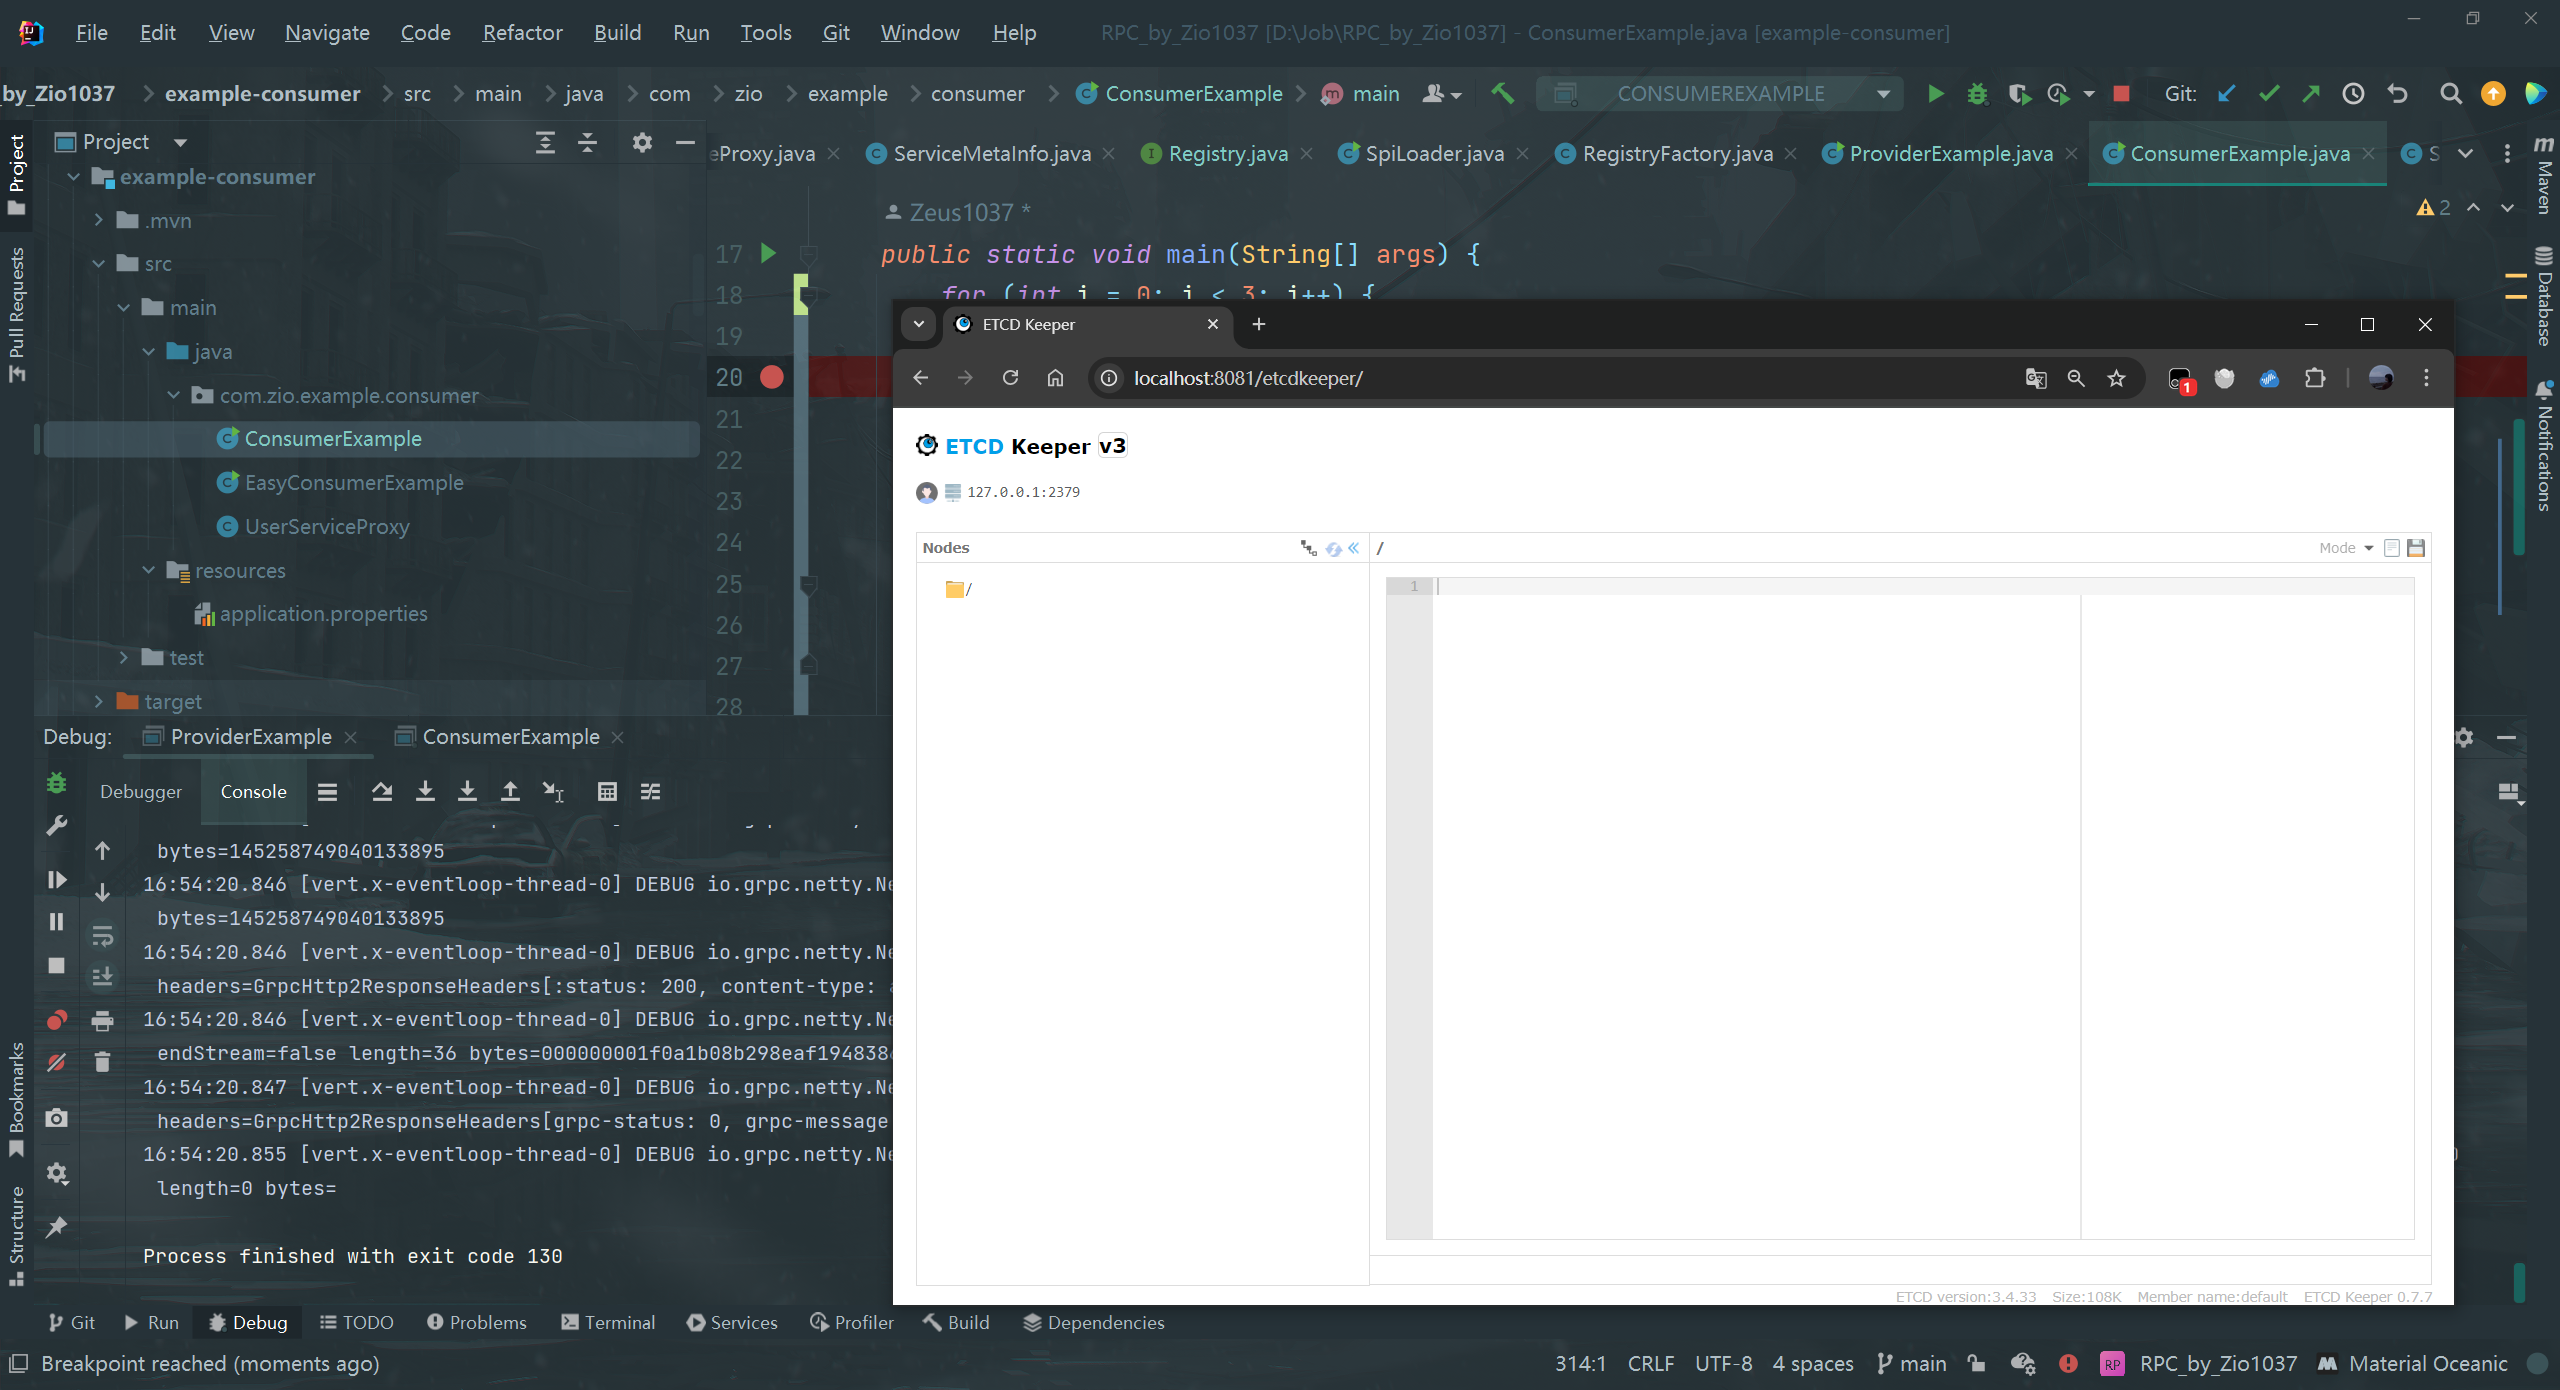 File Edit View Navigate Code Refactor Build Run Tools Git Window Help RPC_by_Zio1037 [D:\Job\RPC_by_Zio1037] - ConsumerExample.java [example-consumer]
by_Zio1037 example-consumer src main java com zio example consumer ConsumerExample main CONSUMEREXAMPLE Git:
Project
eProxy.java ServiceMetaInfo.java Registry.java SpiLoader.java RegistryFactory.java ProviderExample.java ConsumerExample.java S
example-consumer
.mvn
src
main
java
com.zio.example.consumer
ConsumerExample
EasyConsumerExample
UserServiceProxy
resources
application.properties
test
target
Project
Pull Requests
Bookmarks
Structure
Maven
Database
Notifications
2
Zeus1037 *
17 public static void main(String[] args) {
18 for (int i = 0; i < 3; i++) {
19
20
21
22
23
24
25
26
27
28
ETCD Keeper
localhost:8081/etcdkeeper/
1
ETCD Keeper v3
127.0.0.1:2379
Nodes
/
/
Mode
1
ETCD version:3.4.33 Size:108K Member name:default ETCD Keeper 0.7.7
Debug: ProviderExample ConsumerExample
Debugger Console
bytes=145258749040133895
16:54:20.846 [vert.x-eventloop-thread-0] DEBUG io.grpc.netty.Ne
bytes=145258749040133895
16:54:20.846 [vert.x-eventloop-thread-0] DEBUG io.grpc.netty.Ne
headers=GrpcHttp2ResponseHeaders[:status: 200, content-type:
16:54:20.846 [vert.x-eventloop-thread-0] DEBUG io.grpc.netty.Ne
endStream=false length=36 bytes=000000001f0a1b08b298eaf194838
16:54:20.847 [vert.x-eventloop-thread-0] DEBUG io.grpc.netty.Ne
headers=GrpcHttp2ResponseHeaders[grpc-status: 0, grpc-message
16:54:20.855 [vert.x-eventloop-thread-0] DEBUG io.grpc.netty.Ne
length=0 bytes=
Process finished with exit code 130
Git Run Debug TODO Problems Terminal Services Profiler Build Dependencies
Breakpoint reached (moments ago)
314:1 CRLF UTF-8 4 spaces main RP RPC_by_Zio1037 Material Oceanic